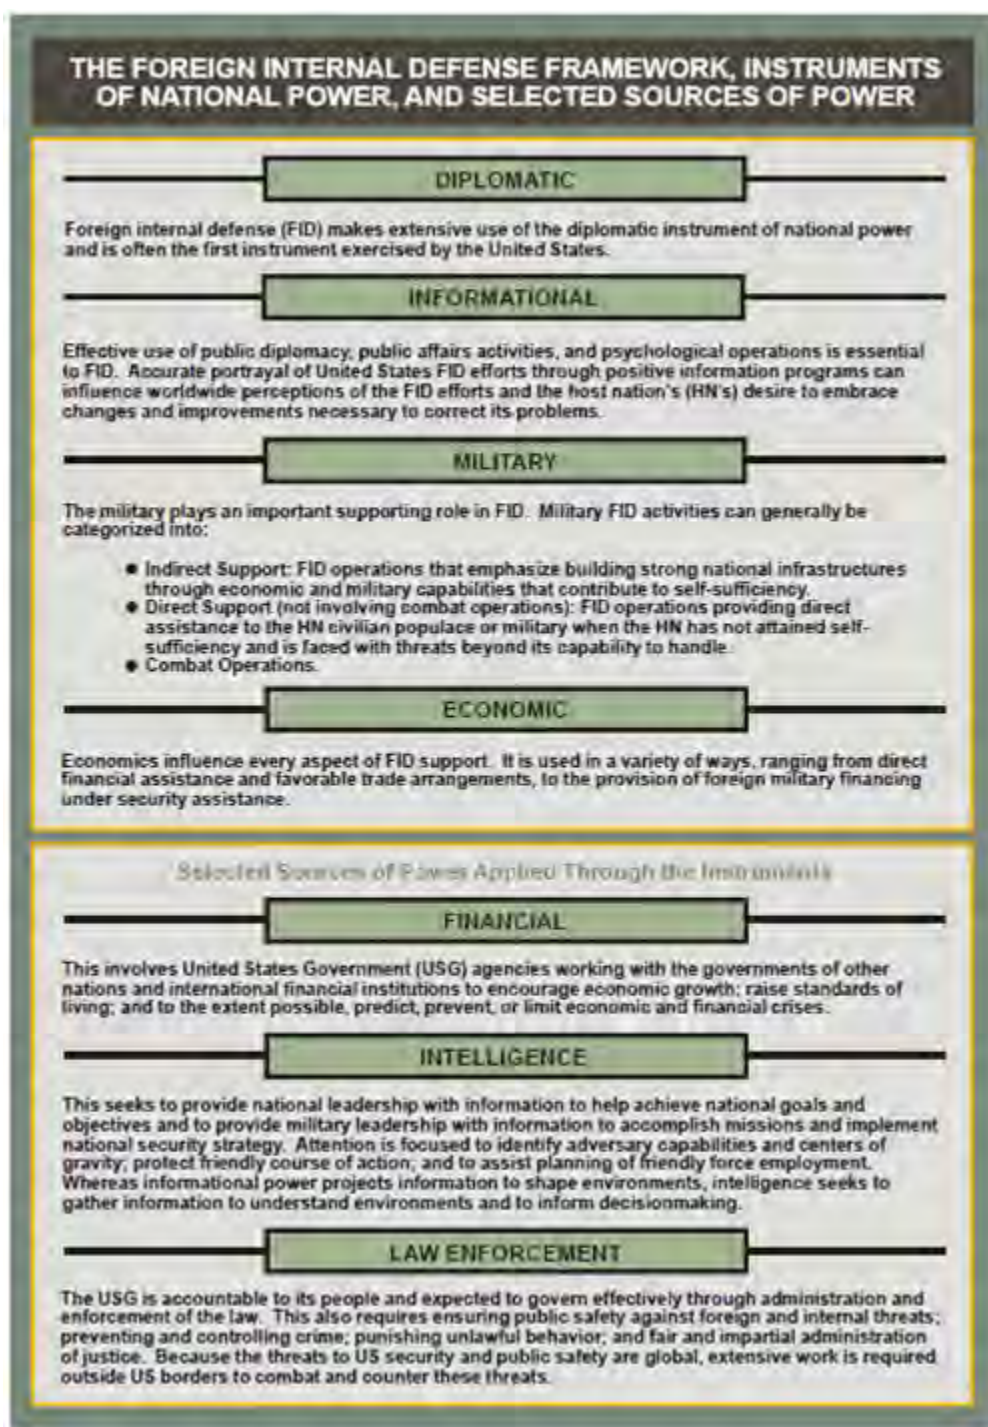 THE FOREIGN INTERNAL DEFENSE FRAMEWORK, INSTRUMENTS
OF NATIONAL POWER, AND SELECTED SOURCES OF POWER
DIPLOMATIC
Foreign internal defense (FID) makes extensive use of the diplomatic instrument of national power
and is often the first instrument exercised by the United States.
INFORMATIONAL
Effective use of public diplomacy, public affairs activities, and psychological operations is essential
to FID. Accurate portrayal of United States FID efforts through positive information programs can
influence worldwide perceptions of the FID efforts and the host nation's (HN's) desire to embrace
changes and improvements necessary to correct its problems.
MILITARY
The military plays an important supporting role in FID. Military FID activities can generally be
categorized into:
● Indirect Support: FID operations that emphasize building strong national infrastructures
through economic and military capabilities that contribute to self-sufficiency.
● Direct Support (not involving combat operations): FID operations providing direct
assistance to the HN civilian populace or military when the HN has not attained self-
sufficiency and is faced with threats beyond its capability to handle.
● Combat Operations.
ECONOMIC
Economics influence every aspect of FID support. It is used in a variety of ways, ranging from direct
financial assistance and favorable trade arrangements, to the provision of foreign military financing
under security assistance.
Selected Sources of Power Applied Through the Instruments
FINANCIAL
This involves United States Government (USG) agencies working with the governments of other
nations and international financial institutions to encourage economic growth; raise standards of
living; and to the extent possible, predict, prevent, or limit economic and financial crises.
INTELLIGENCE
This seeks to provide national leadership with information to help achieve national goals and
objectives and to provide military leadership with information to accomplish missions and implement
national security strategy. Attention is focused to identify adversary capabilities and centers of
gravity; protect friendly course of action; and to assist planning of friendly force employment.
Whereas informational power projects information to shape environments, intelligence seeks to
gather information to understand environments and to inform decisionmaking.
LAW ENFORCEMENT
The USG is accountable to its people and expected to govern effectively through administration and
enforcement of the law. This also requires ensuring public safety against foreign and internal threats;
preventing and controlling crime; punishing unlawful behavior; and fair and impartial administration
of justice. Because the threats to US security and public safety are global, extensive work is required
outside US borders to combat and counter these threats.